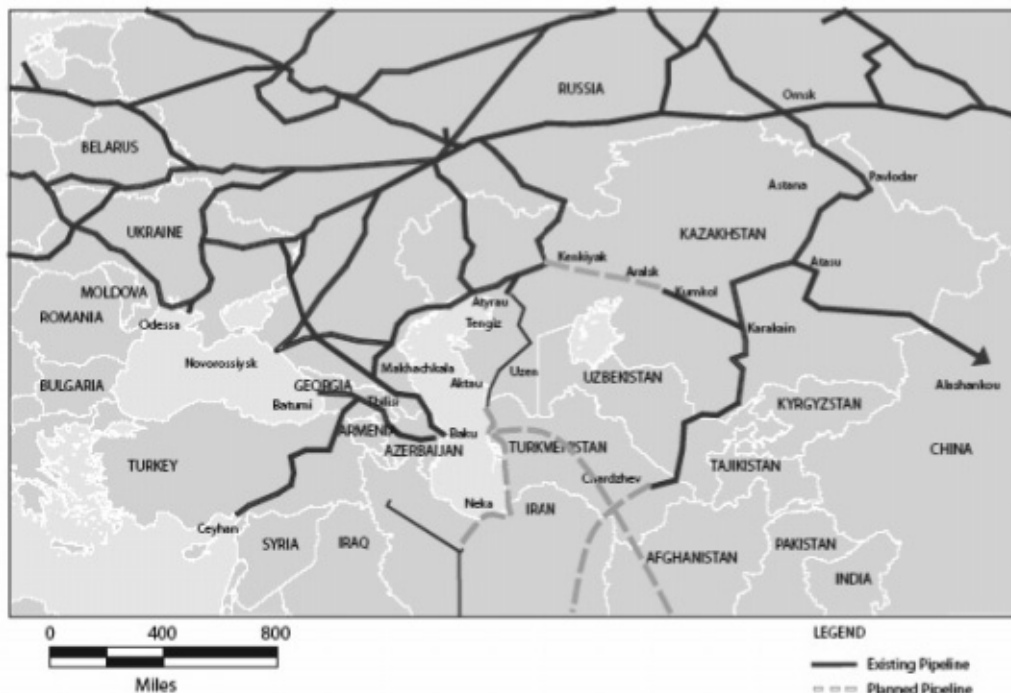 RUSSIA
Omsk
BELARUS
Astana
Pavlodar
UKRAINE
KAZAKHSTAN
Kenkiyak
Aralsk
Atasu
MOLDOVA
Kumkol
Atyrau
ROMANIA
Tengiz
Odessa
Karakain
Novorossiysk
Makhachkala
Uzen
UZBEKISTAN
Aktau
BULGARIA
GEORGIA
Alashankou
Batumi
Tbilisi
KYRGYZSTAN
ARMENIA
Baku
AZERBAIJAN
TURKMENISTAN
CHINA
TURKEY
TAJIKISTAN
Chardzhev
Neka
IRAN
Ceyhan
SYRIA
IRAQ
AFGHANISTAN
PAKISTAN
INDIA
0 400 800
Miles
LEGEND
Existing Pipeline
Planned Pipeline